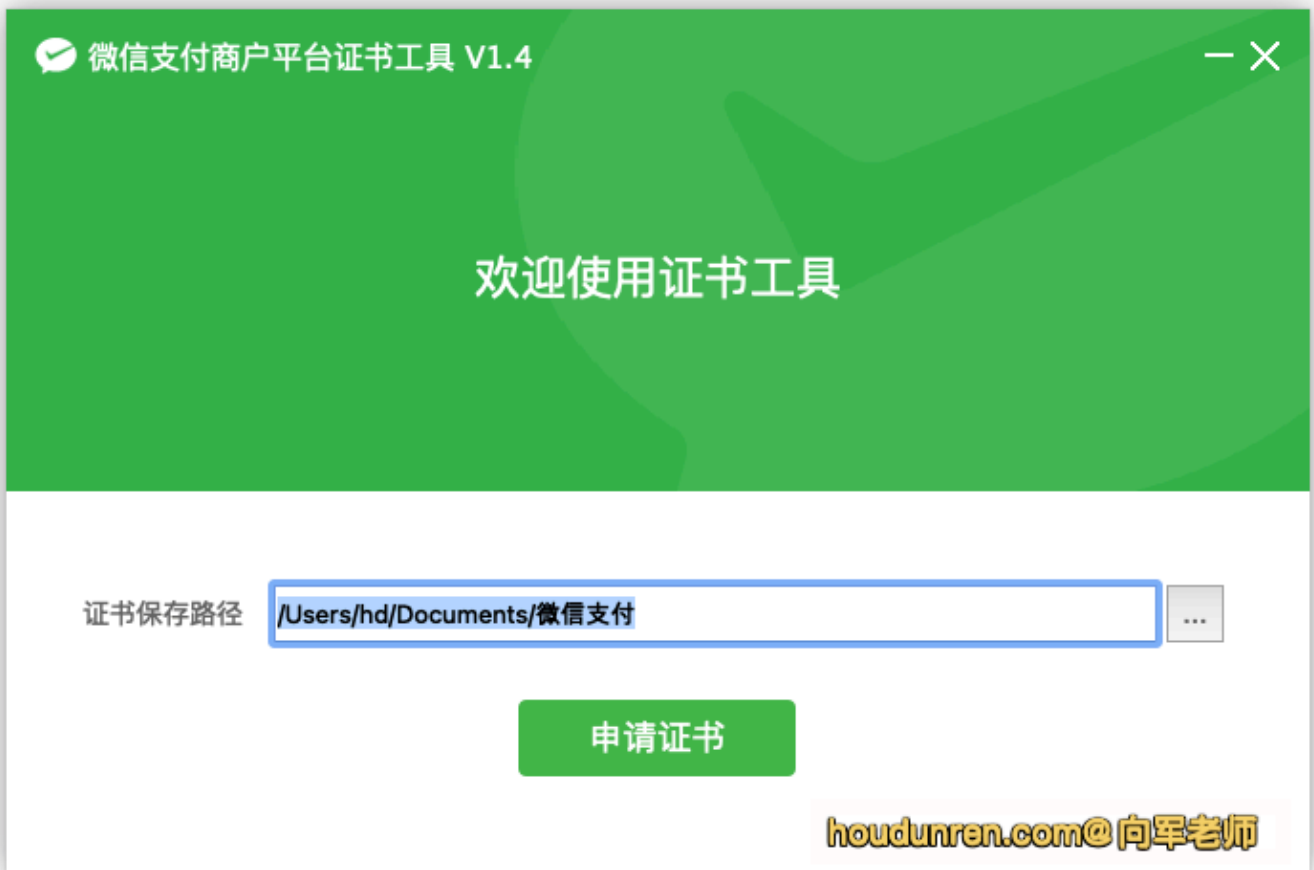 微信支付商户平台证书工具 V1.4
欢迎使用证书工具
证书保存路径 /Users/hd/Documents/微信支付 ...
申请证书
houdunren.com@向军老师